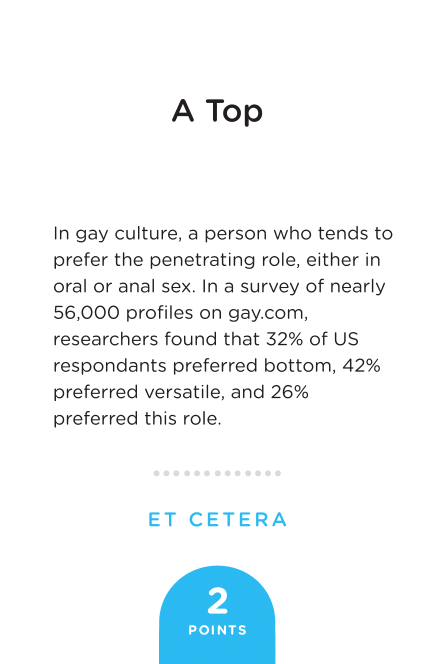 A Top
In gay culture, a person who tends to
prefer the penetrating role, either in
oral or anal sex. In a survey of nearly
56,000 profiles on gay.com,
researchers found that 32% of US
respondants preferred bottom, 42%
preferred versatile, and 26%
preferred this role.
ET CETERA
2
POINTS